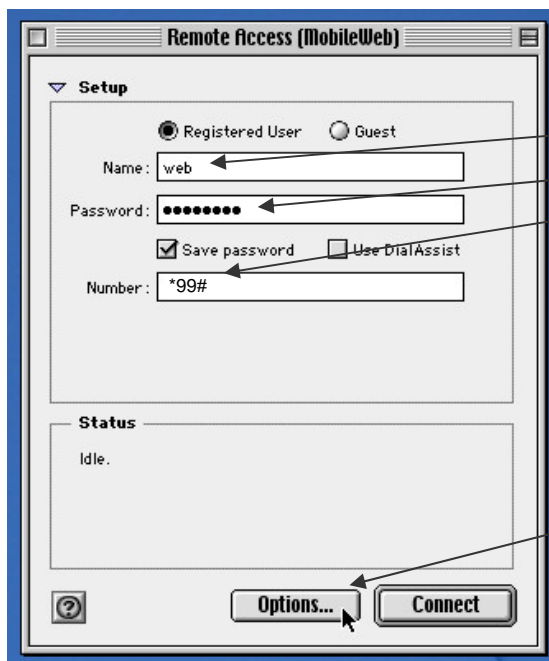 Remote Access (MobileWeb)
Setup
Registered User Guest
Name: web
Password: ●●●●●●●●
Save password Use DialAssist
Number: *99#
Status
Idle.
? Options... Connect